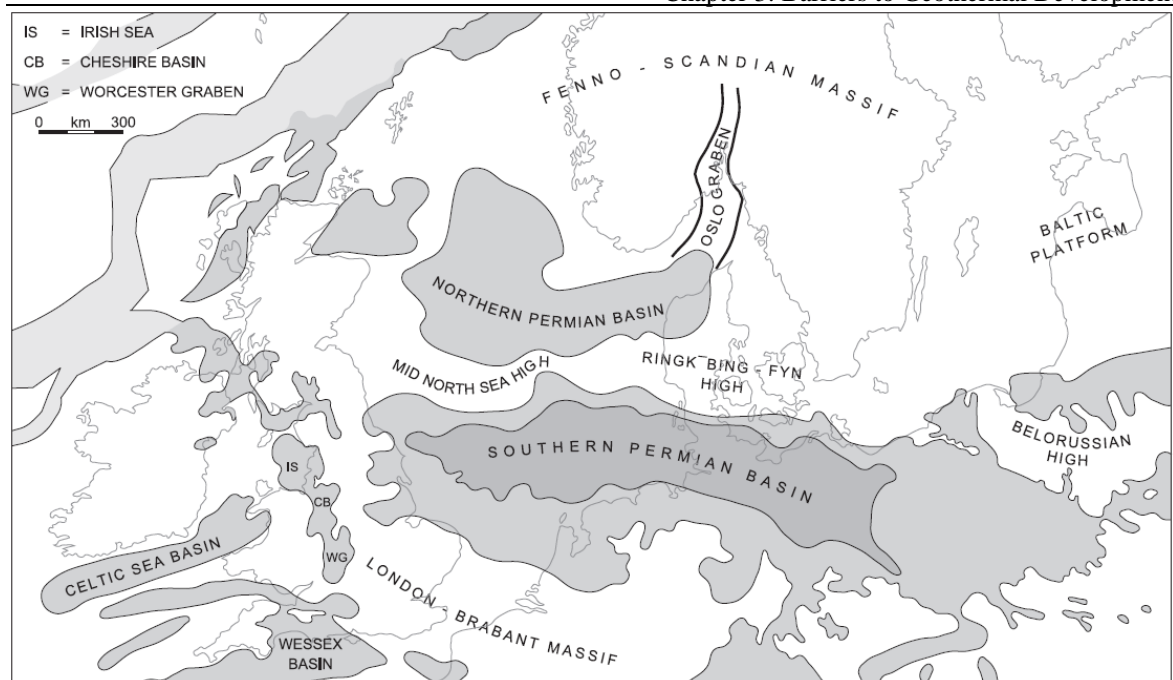 Chapter 3: Barriers to Geothermal Development
IS = IRISH SEA
CB = CHESHIRE BASIN
WG = WORCESTER GRABEN
0 km 300
FENNO - SCANDIAN MASSIF
OSLO GRABEN
BALTIC
PLATFORM
NORTHERN PERMIAN BASIN
MID NORTH SEA HIGH
RINGK BING - FYN
HIGH
SOUTHERN PERMIAN BASIN
BELORUSSIAN
HIGH
IS
CB
WG
CELTIC SEA BASIN
LONDON - BRABANT MASSIF
WESSEX
BASIN